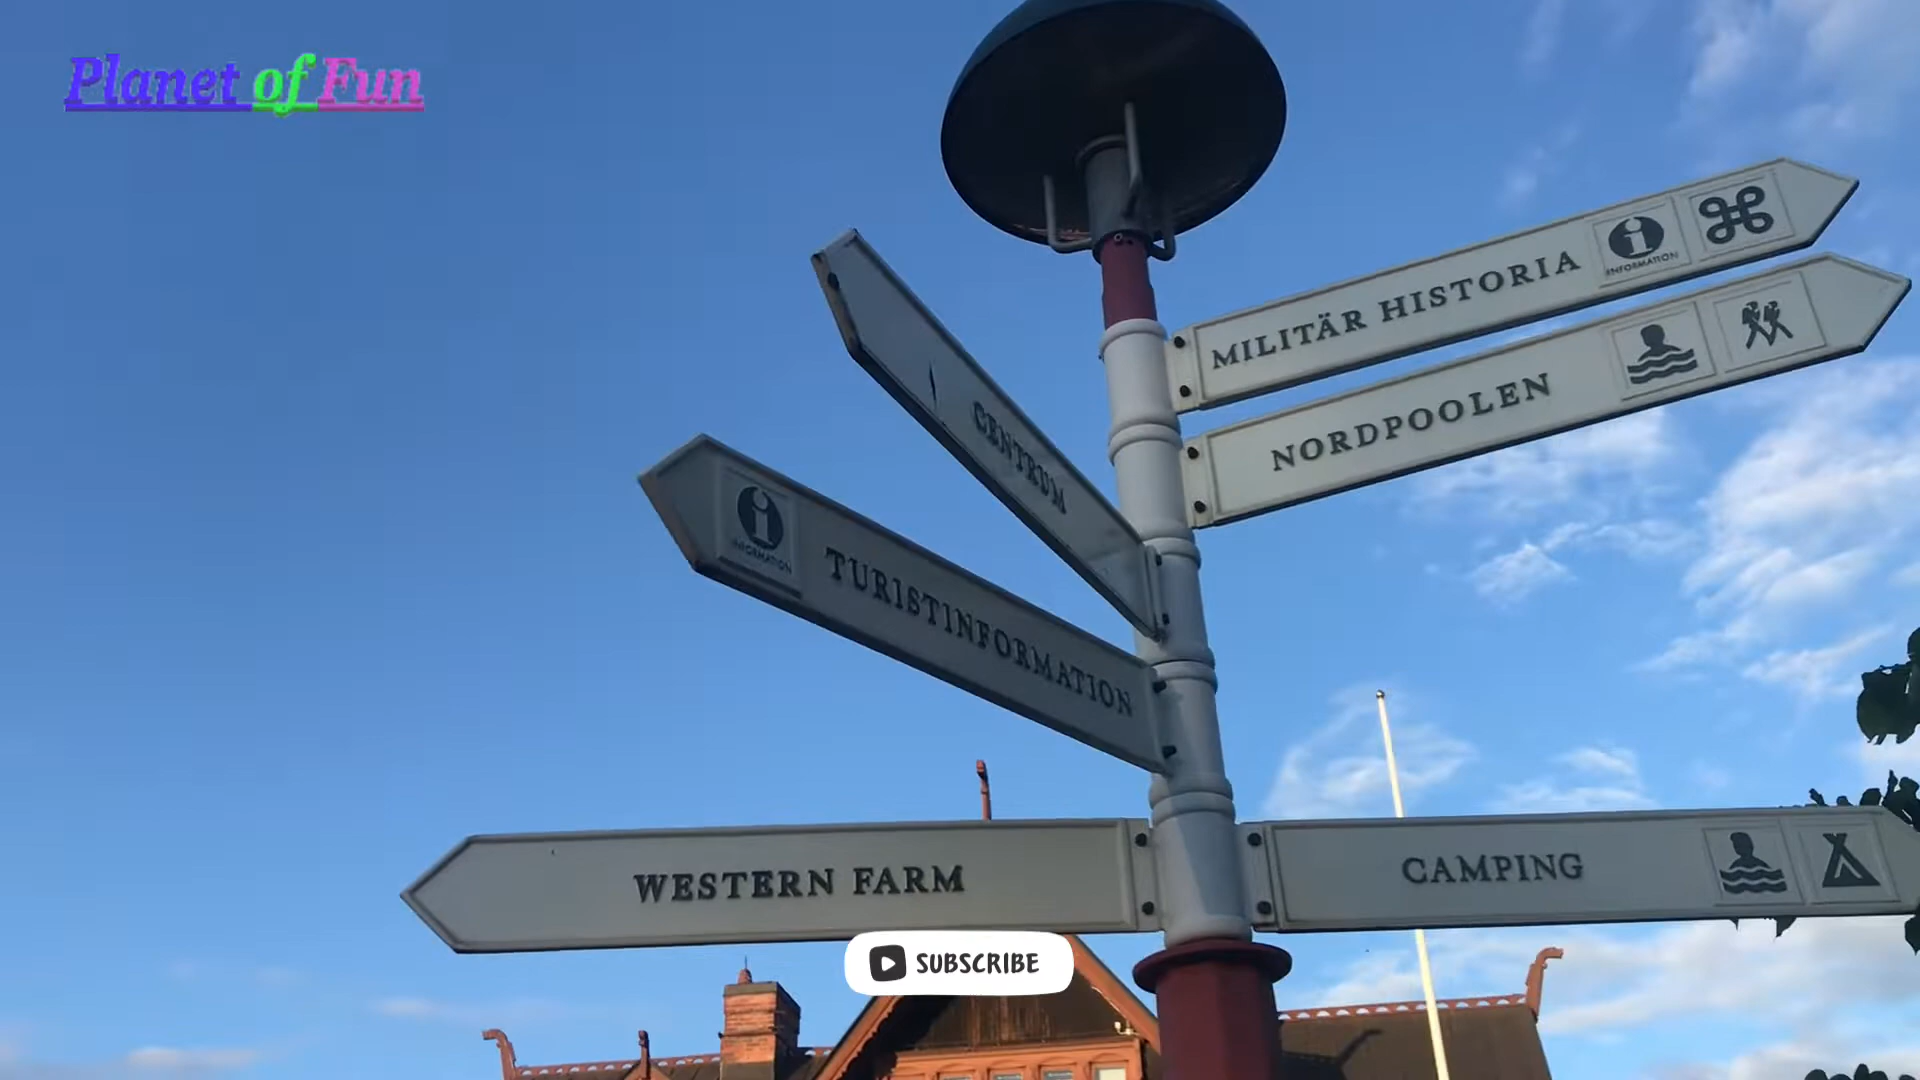 Planet of Fun
MILITÄR HISTORIA
INFORMATION
NORDPOOLEN
CENTRUM
INFORMATION
TURISTINFORMATION
WESTERN FARM
CAMPING
SUBSCRIBE